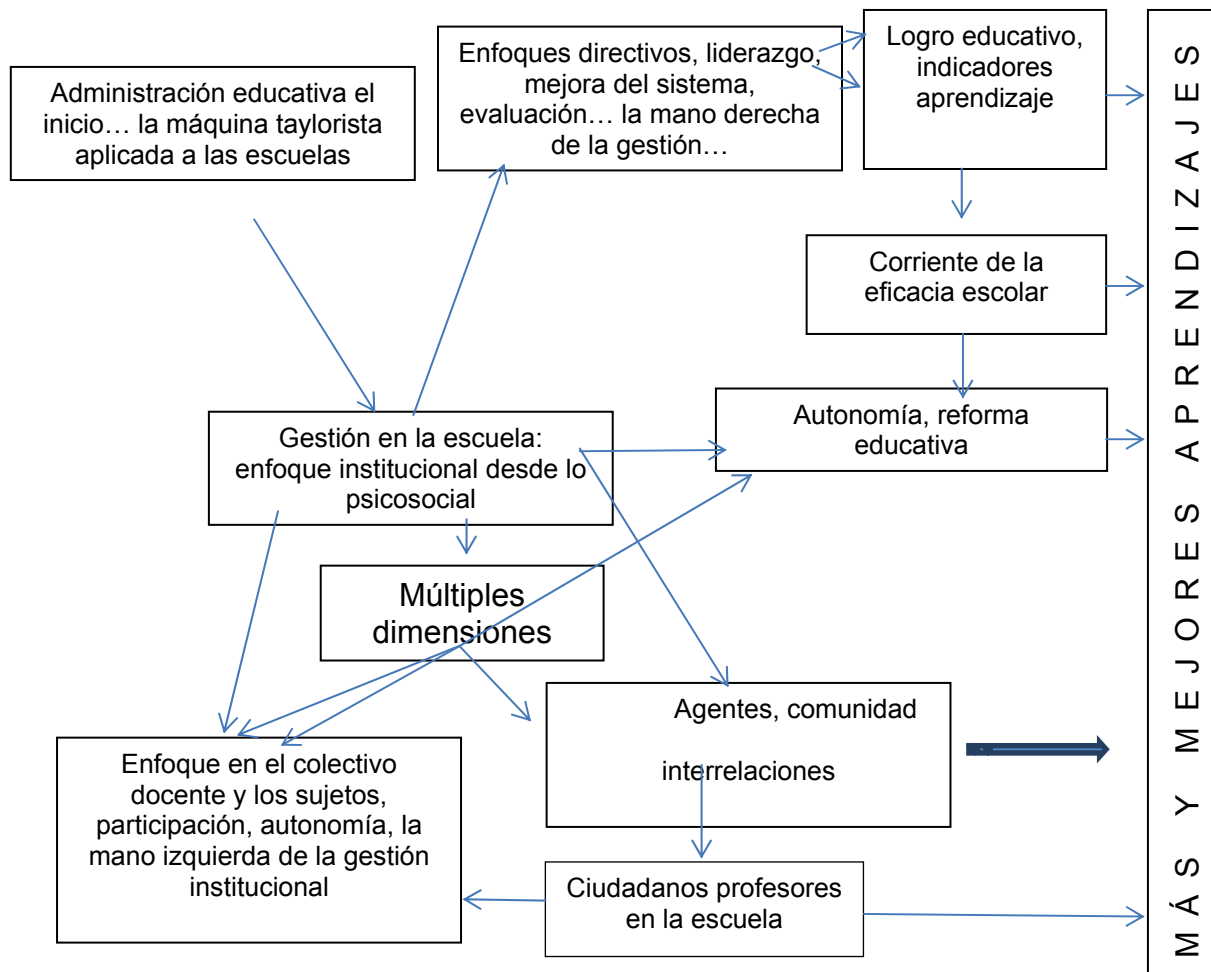 Administración educativa el
inicio… la máquina taylorista
aplicada a las escuelas
Enfoques directivos, liderazgo,
mejora del sistema,
evaluación… la mano derecha
de la gestión…
Logro educativo,
indicadores
aprendizaje
Corriente de la
eficacia escolar
Autonomía, reforma
educativa
Gestión en la escuela:
enfoque institucional desde lo
psicosocial
Múltiples
dimensiones
Agentes, comunidad
interrelaciones
Enfoque en el colectivo
docente y los sujetos,
participación, autonomía, la
mano izquierda de la gestión
institucional
Ciudadanos profesores
en la escuela
MÁS Y MEJORES APRENDIZAJES